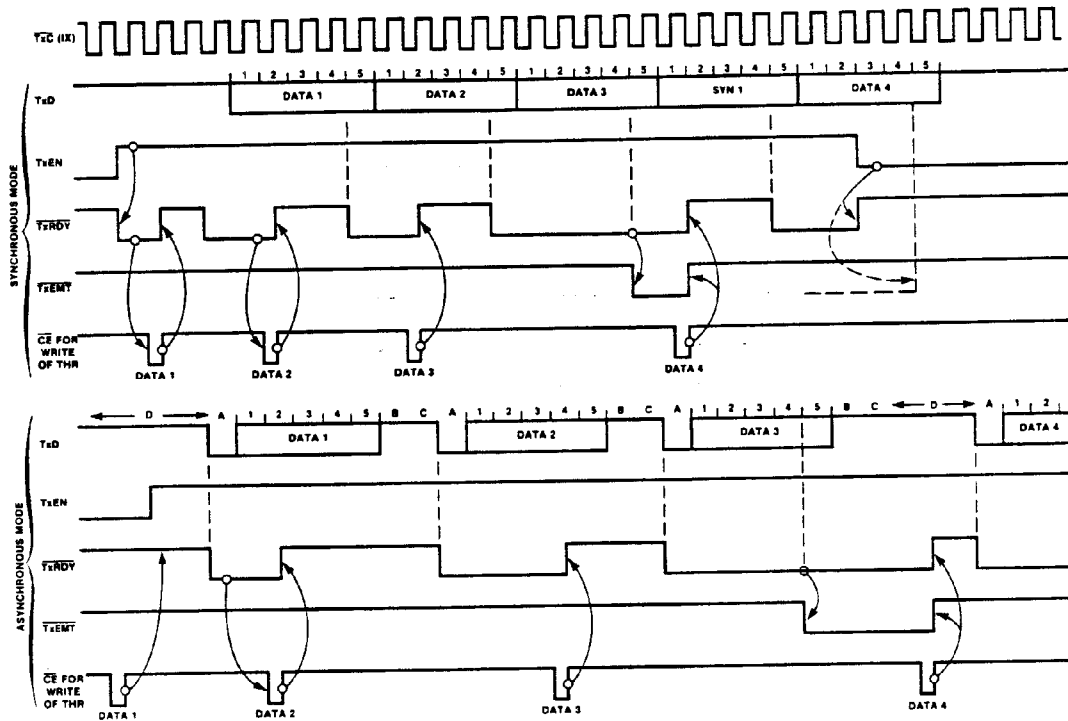 TxC (IX)
SYNCHRONOUS MODE
1 2 3 4 5 1 2 3 4 5 1 2 3 4 5 1 2 3 4 5 1 2 3 4 5
TxD
DATA 1 DATA 2 DATA 3 SYN 1 DATA 4
TxEN
TxRDY
TxEMT
CE FOR
WRITE
OF THR
DATA 1 DATA 2 DATA 3 DATA 4
ASYNCHRONOUS MODE
D A 1 2 3 4 5 B C A 1 2 3 4 5 B C A 1 2 3 4 5 B C D A 1 2
TxD
DATA 1 DATA 2 DATA 3 DATA 4
TxEN
TxRDY
TxEMT
CE FOR
WRITE
OF THR
DATA 1 DATA 2 DATA 3 DATA 4